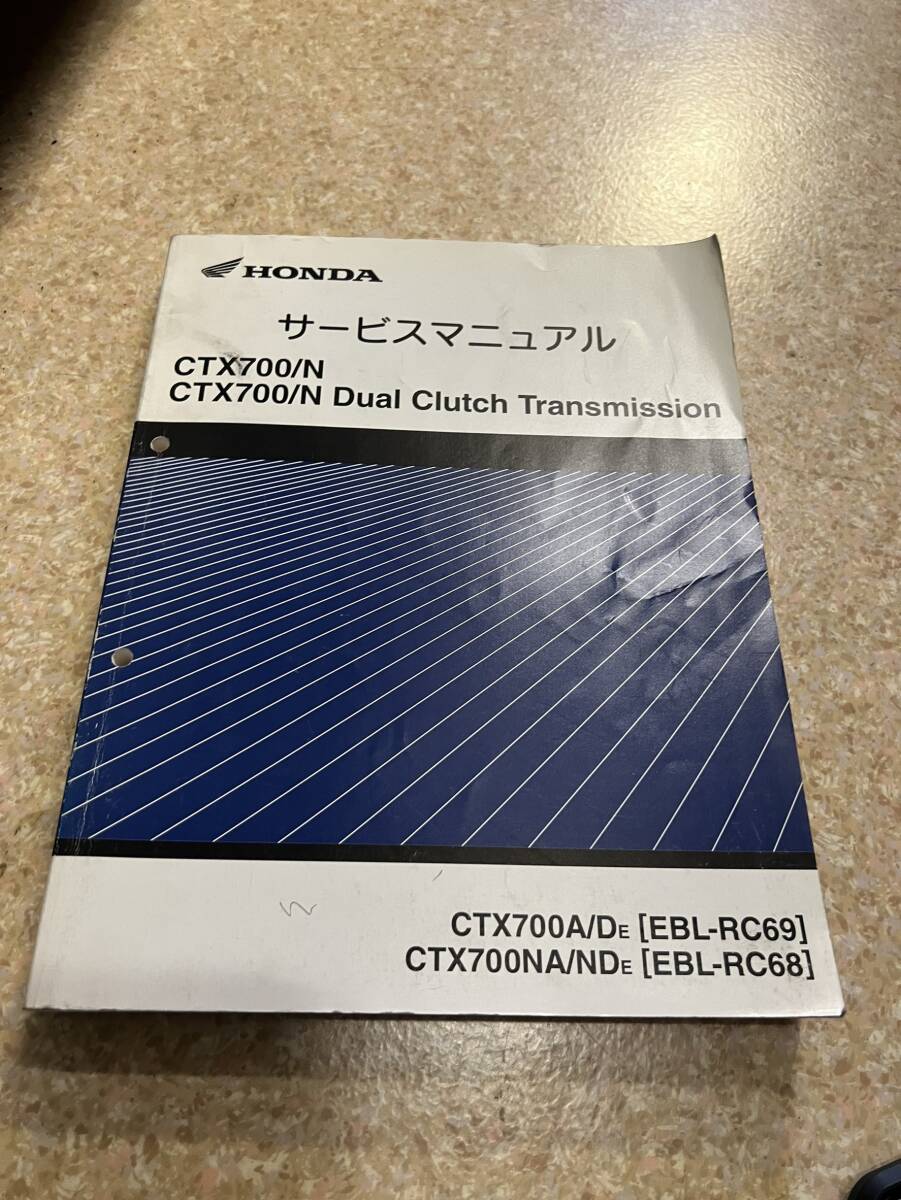 HONDA
サービスマニュアル
CTX700/N
CTX700/N Dual Clutch Transmission
CTX700A/DE [EBL-RC69]
CTX700NA/NDE [EBL-RC68]